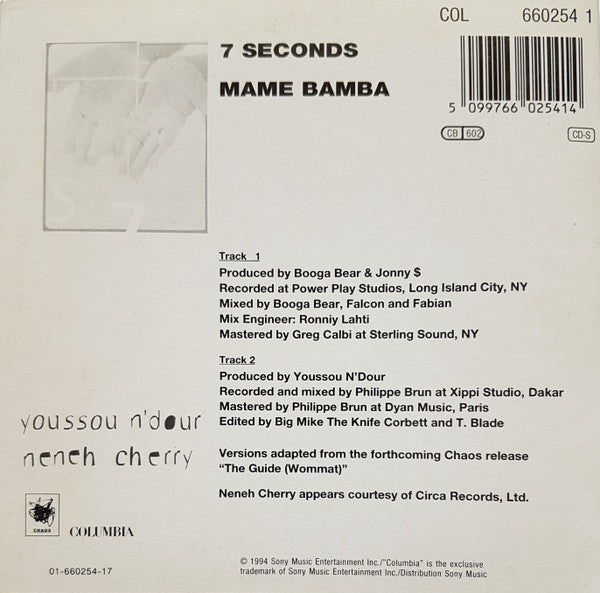 COL 660254 1
7 SECONDS
MAME BAMBA
5 099766 025414
CB 602
CD-S
S 7
Track 1
Produced by Booga Bear & Jonny $
Recorded at Power Play Studios, Long Island City, NY
Mixed by Booga Bear, Falcon and Fabian
Mix Engineer: Ronniy Lahti
Mastered by Greg Calbi at Sterling Sound, NY
Track 2
Produced by Youssou N'Dour
Recorded and mixed by Philippe Brun at Xippi Studio, Dakar
Mastered by Philippe Brun at Dyan Music, Paris
Edited by Big Mike The Knife Corbett and T. Blade
Versions adapted from the forthcoming Chaos release
“The Guide (Wommat)”
Neneh Cherry appears courtesy of Circa Records, Ltd.
youssou n'dour
neneh cherry
CHAOS
COLUMBIA
01-660254-17
© 1994 Sony Music Entertainment Inc./"Columbia" is the exclusive
trademark of Sony Music Entertainment Inc./Distribution Sony Music